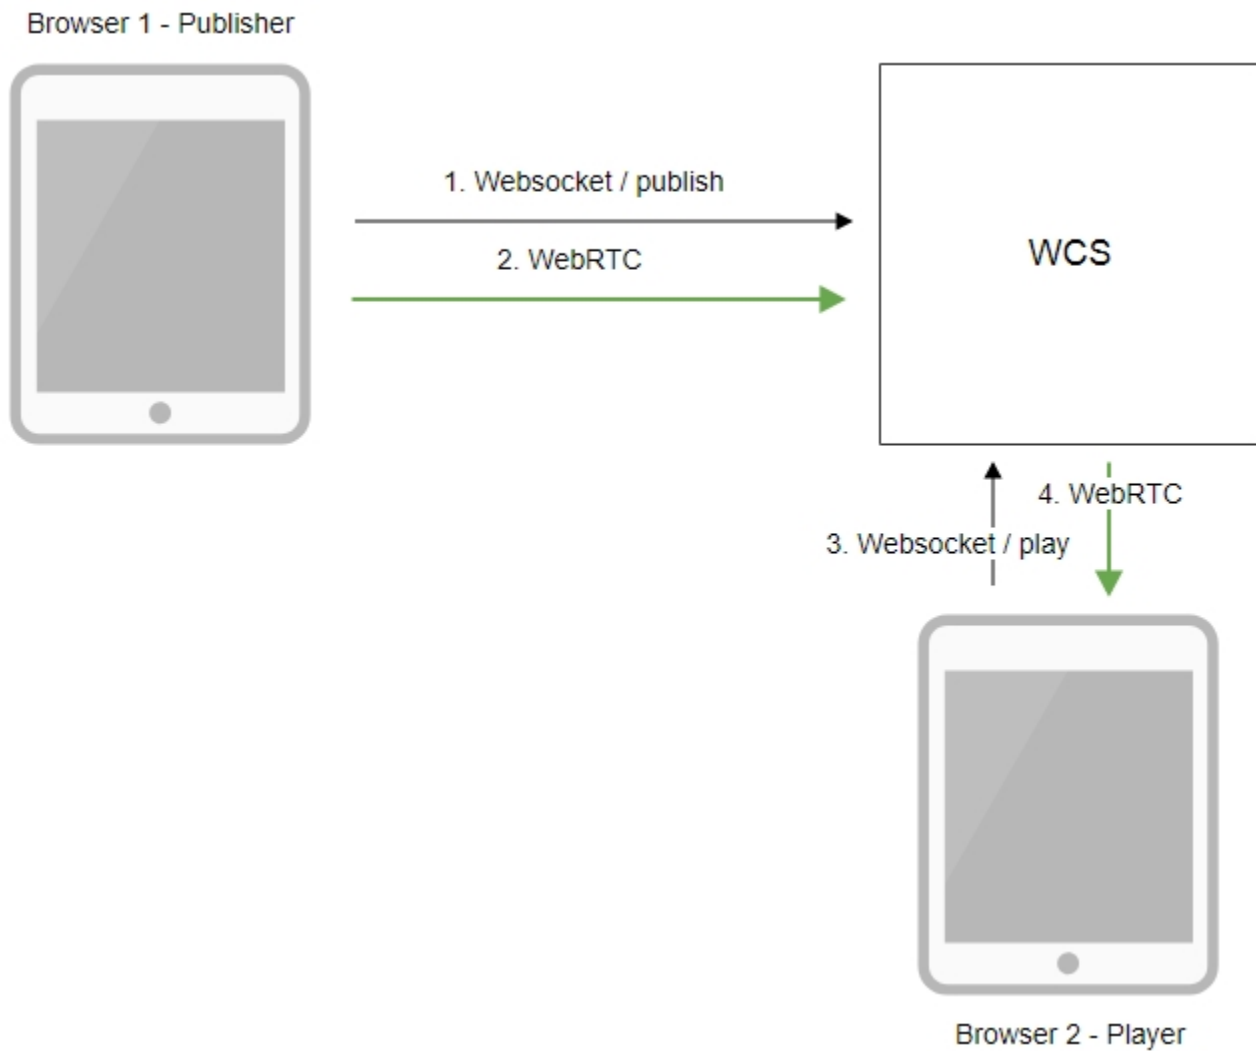 Browser 1 - Publisher
1. Websocket / publish
2. WebRTC
WCS
4. WebRTC
3. Websocket / play
Browser 2 - Player